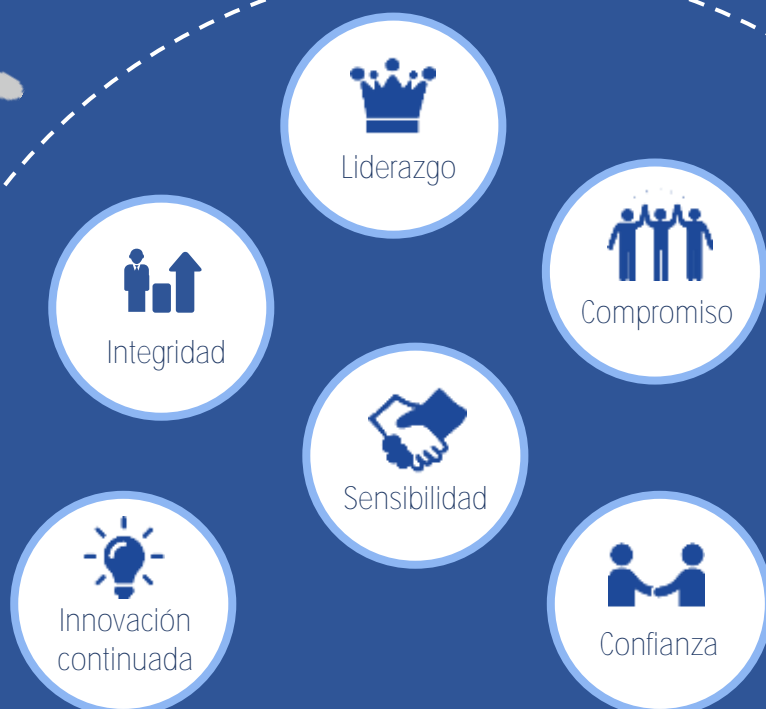 Liderazgo
Compromiso
Integridad
Sensibilidad
Innovación
continuada
Confianza